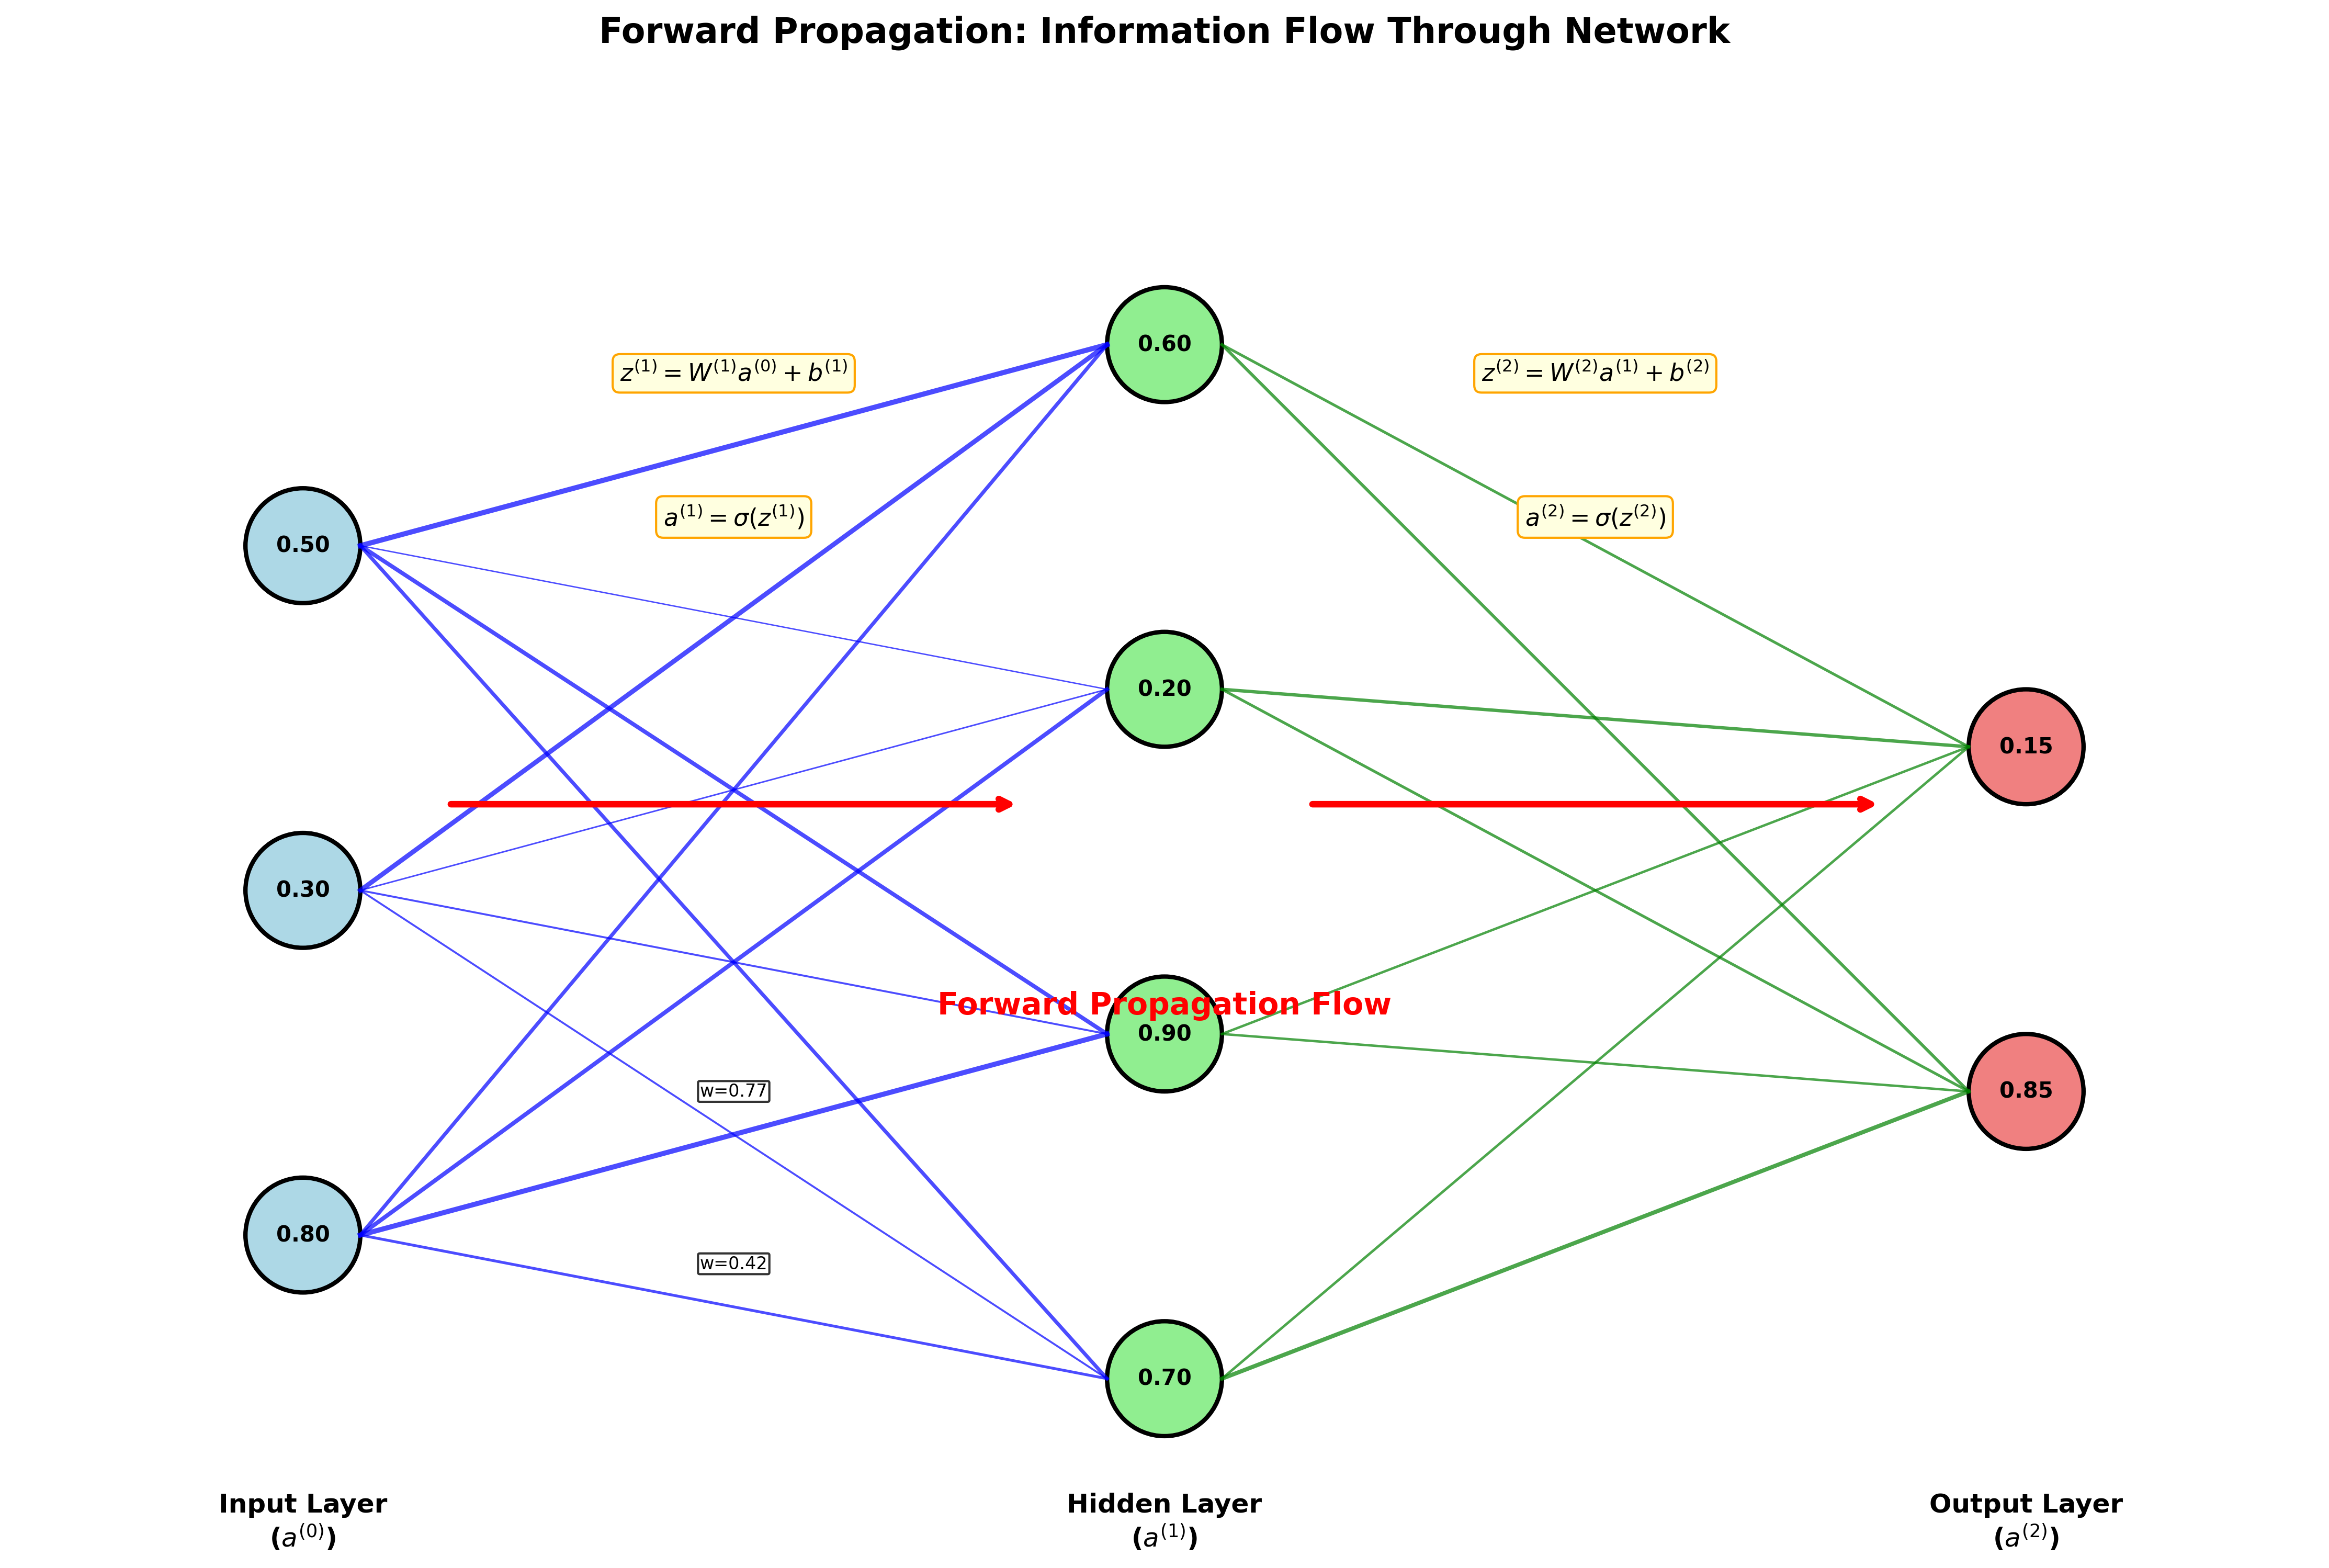 Forward Propagation: Information Flow Through Network
z^{(1)} = W^{(1)}a^{(0)} + b^{(1)}
z^{(2)} = W^{(2)}a^{(1)} + b^{(2)}
a^{(1)} = σ(z^{(1)})
a^{(2)} = σ(z^{(2)})
0.60
0.50
0.20
0.15
0.30
Forward Propagation Flow
0.90
0.85
w=0.77
0.80
w=0.42
0.70
Input Layer
(a^{(0)})
Hidden Layer
(a^{(1)})
Output Layer
(a^{(2)})